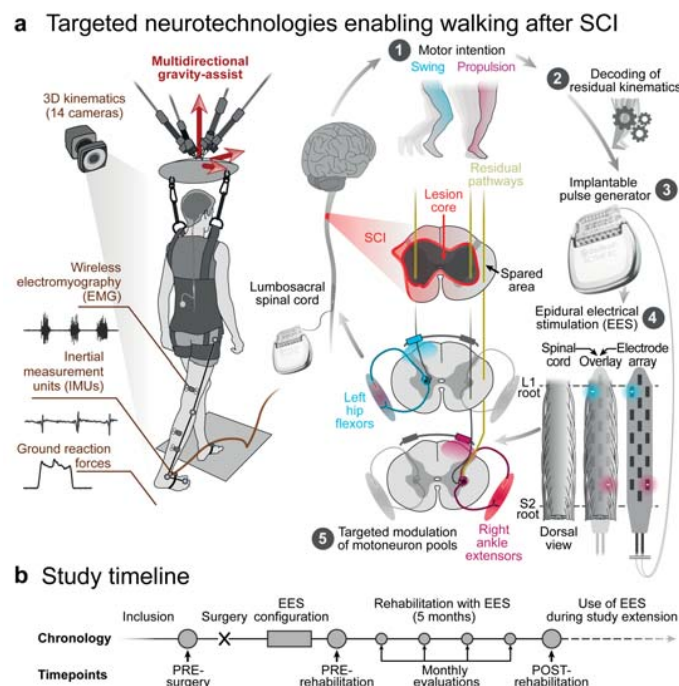 a Targeted neurotechnologies enabling walking after SCI
Multidirectional
gravity-assist
3D kinematics
(14 cameras)
Wireless
electromyography
(EMG)
Inertial
measurement
units (IMUs)
Ground reaction
forces
Lumbosacral
spinal cord
1 Motor intention
Swing Propulsion
2 Decoding of
residual kinematics
Implantable
pulse generator 3
Residual
pathways
Lesion
core
SCI
Spared
area
Epidural electrical
stimulation (EES) 4
Spinal
cord
Overlay
Electrode
array
L1
root
Left
hip
flexors
S2
root
Dorsal
view
5 Targeted modulation
of motoneuron pools
Right
ankle
extensors
b Study timeline
Inclusion
Surgery
EES
configuration
Rehabilitation with EES
(5 months)
Use of EES
during study extension
Chronology
Timepoints
PRE-
surgery
PRE-
rehabilitation
Monthly
evaluations
POST-
rehabilitation